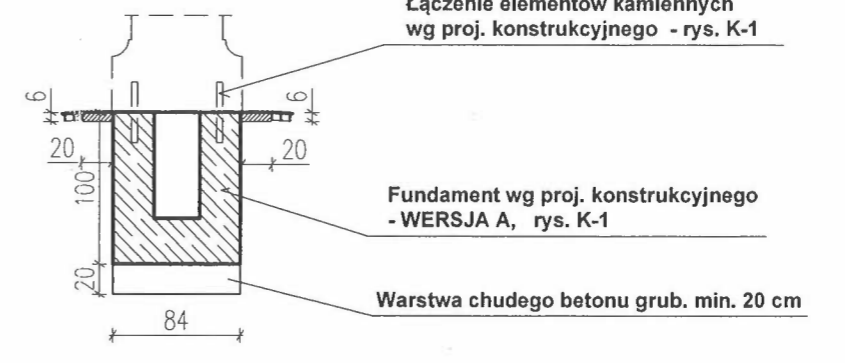 Łączenie elementów kamiennych
wg proj. konstrukcyjnego - rys. K-1
6
6
20
20
100
Fundament wg proj. konstrukcyjnego
- WERSJA A, rys. K-1
20
Warstwa chudego betonu grub. min. 20 cm
84